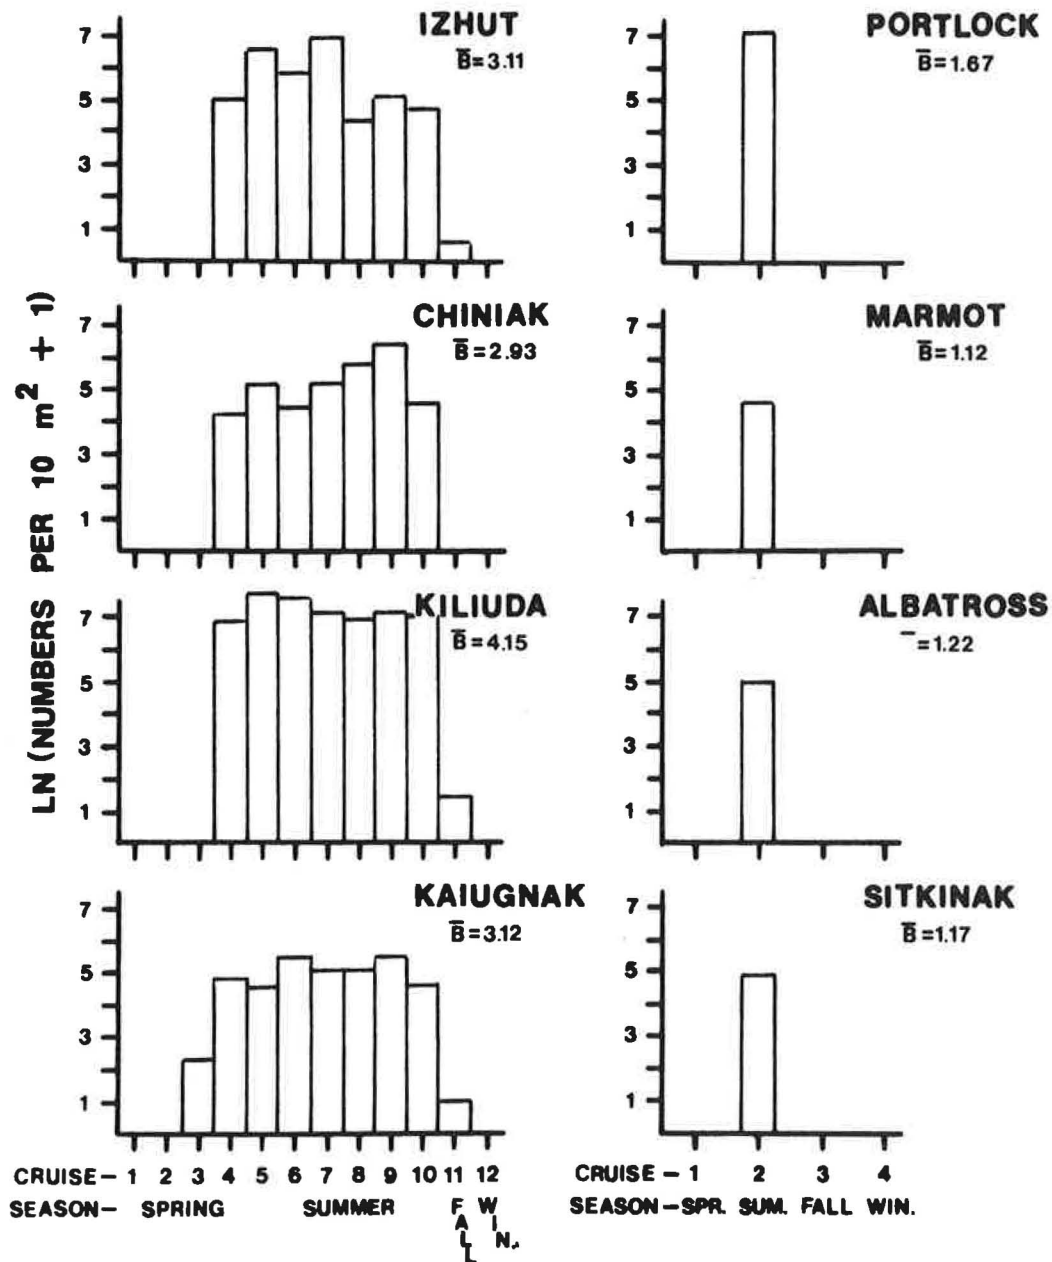 LN (NUMBERS PER 10 m² + 1)
IZHUT
B̄=3.11
7
5
3
1
PORTLOCK
B̄=1.67
7
5
3
1
CHINIAK
B̄=2.93
7
5
3
1
MARMOT
B̄=1.12
7
5
3
1
KILIUDA
B̄=4.15
7
5
3
1
ALBATROSS
¯=1.22
7
5
3
1
KAIUGNAK
B̄=3.12
7
5
3
1
SITKINAK
B̄=1.17
7
5
3
1
CRUISE– 1 2 3 4 5 6 7 8 9 10 11 12
SEASON– SPRING SUMMER FALL WIN.
CRUISE – 1 2 3 4
SEASON –SPR. SUM. FALL WIN.